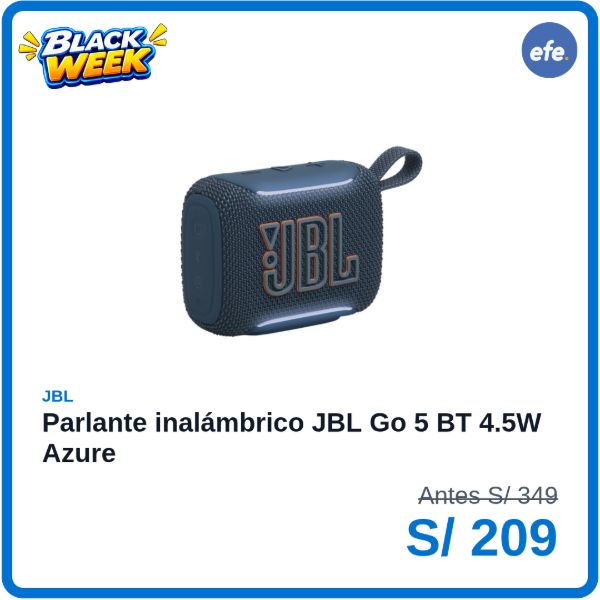 BLACK
WEEK
efe.
JBL
JBL
Parlante inalámbrico JBL Go 5 BT 4.5W
Azure
Antes S/ 349
S/ 209